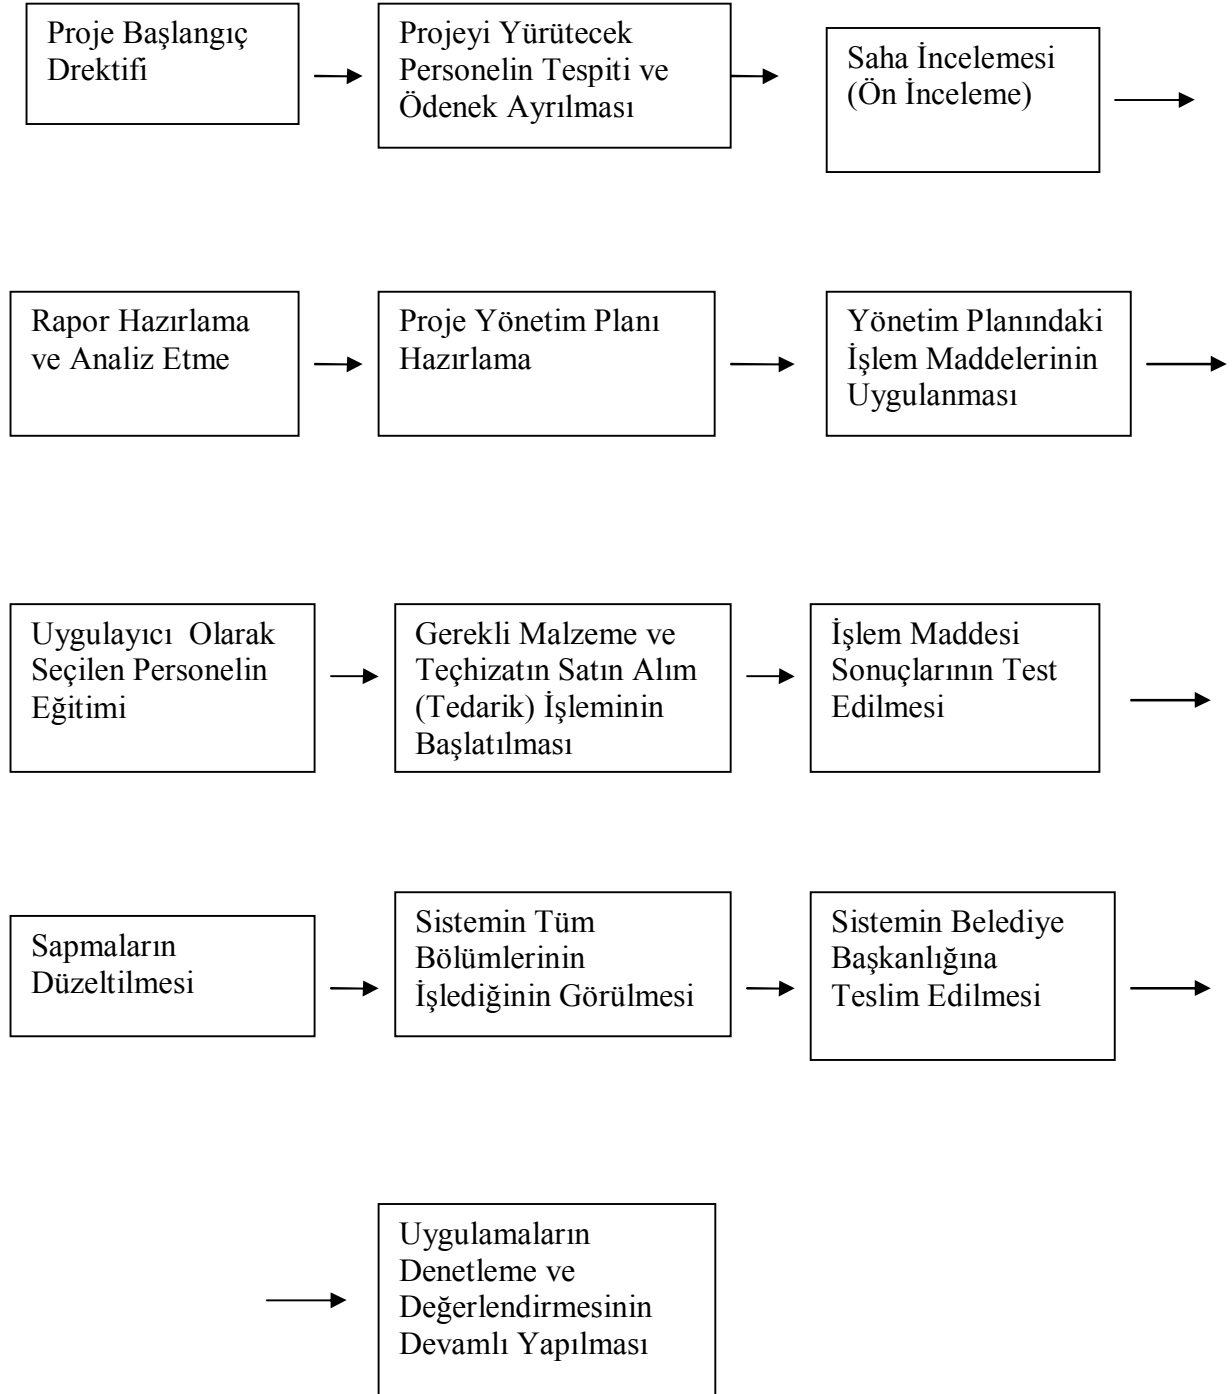 Proje Başlangıç
Drektifi
Projeyi Yürütecek
Personelin Tespiti ve
Ödenek Ayrılması
Saha İncelemesi
(Ön İnceleme)
Rapor Hazırlama
ve Analiz Etme
Proje Yönetim Planı
Hazırlama
Yönetim Planındaki
İşlem Maddelerinin
Uygulanması
Uygulayıcı Olarak
Seçilen Personelin
Eğitimi
Gerekli Malzeme ve
Teçhizatın Satın Alım
(Tedarik) İşleminin
Başlatılması
İşlem Maddesi
Sonuçlarının Test
Edilmesi
Sapmaların
Düzeltilmesi
Sistemin Tüm
Bölümlerinin
İşlediğinin Görülmesi
Sistemin Belediye
Başkanlığına
Teslim Edilmesi
Uygulamaların
Denetleme ve
Değerlendirmesinin
Devamlı Yapılması